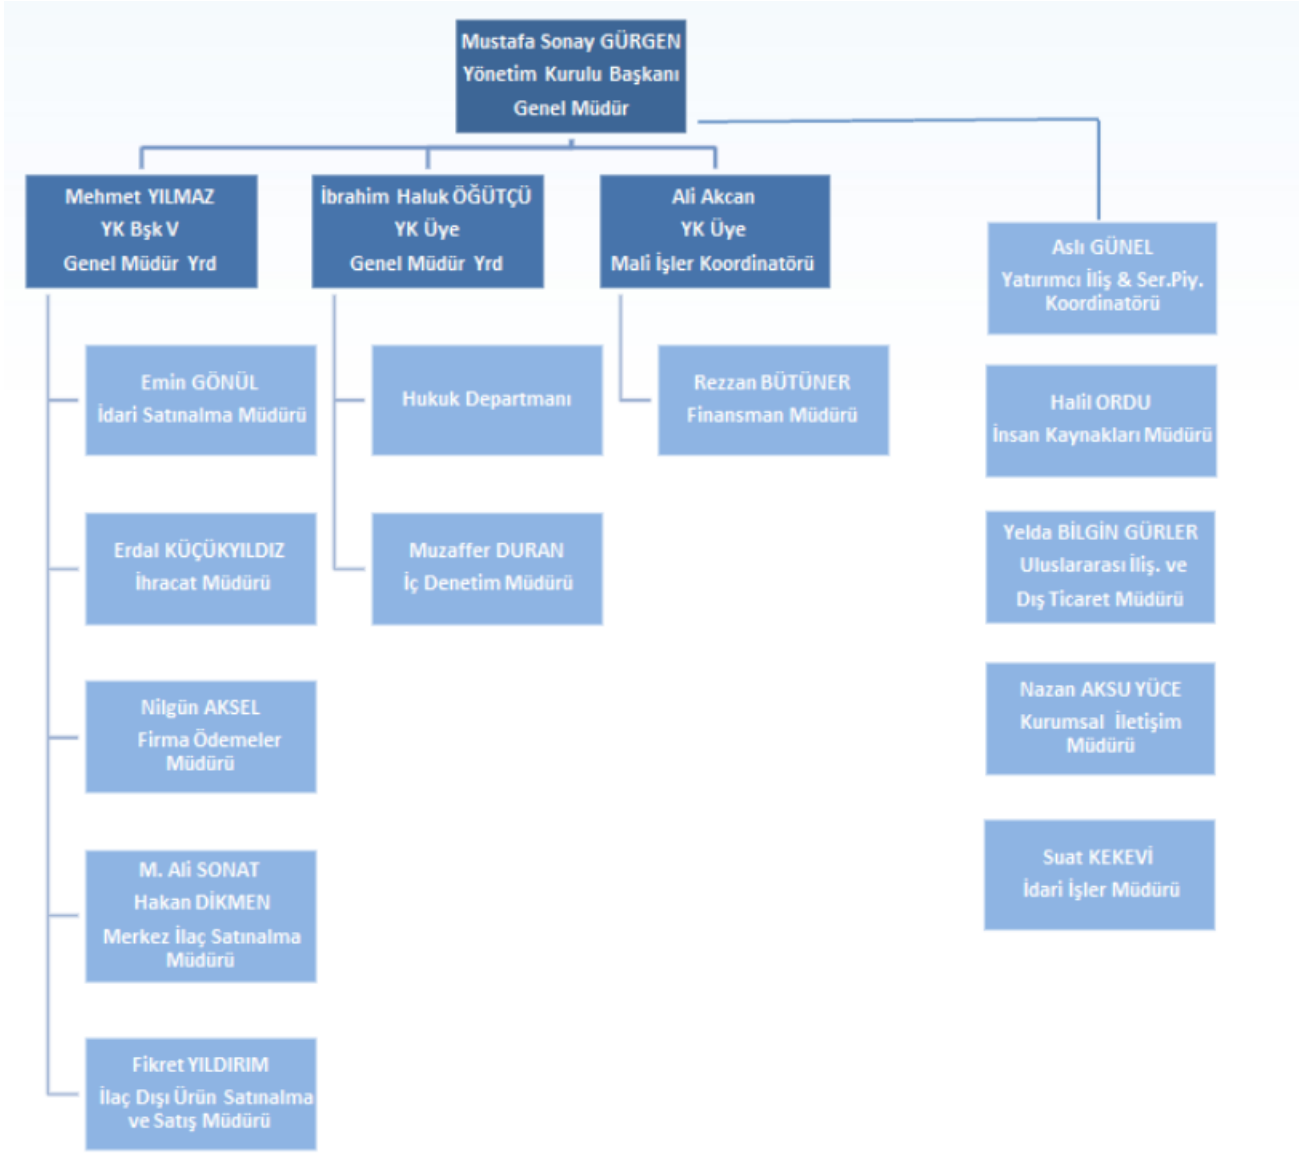 Mustafa Sonay GÜRGEN
Yönetim Kurulu Başkanı
Genel Müdür
Mehmet YILMAZ
YK Bşk V
Genel Müdür Yrd
İbrahim Haluk ÖĞÜTÇÜ
YK Üye
Genel Müdür Yrd
Ali Akcan
YK Üye
Mali İşler Koordinatörü
Aslı GÜNEL
Yatırımcı İliş & Ser.Piy.
Koordinatörü
Emin GÖNÜL
İdari Satınalma Müdürü
Hukuk Departmanı
Rezzan BÜTÜNER
Finansman Müdürü
Halil ORDU
İnsan Kaynakları Müdürü
Erdal KÜÇÜKYILDIZ
İhracat Müdürü
Muzaffer DURAN
İç Denetim Müdürü
Yelda BİLGİN GÜRLER
Uluslararası İliş. ve
Dış Ticaret Müdürü
Nilgün AKSEL
Firma Ödemeler
Müdürü
Nazan AKSU YÜCE
Kurumsal İletişim
Müdürü
M. Ali SONAT
Hakan DİKMEN
Merkez İlaç Satınalma
Müdürü
Suat KEKEVİ
İdari İşler Müdürü
Fikret YILDIRIM
İlaç Dışı Ürün Satınalma
ve Satış Müdürü